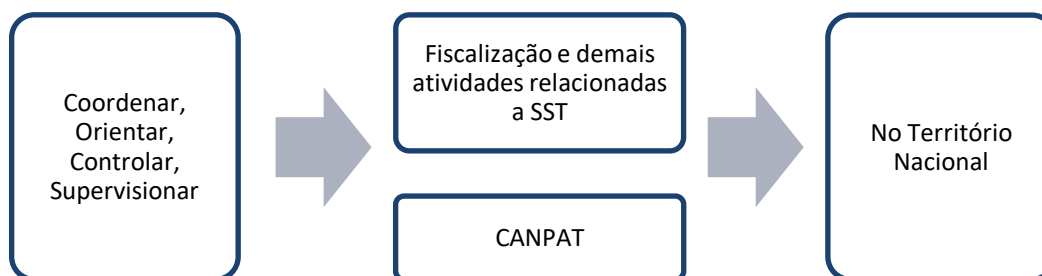 Coordenar,
Orientar,
Controlar,
Supervisionar
Fiscalização e demais
atividades relacionadas
a SST
CANPAT
No Território
Nacional